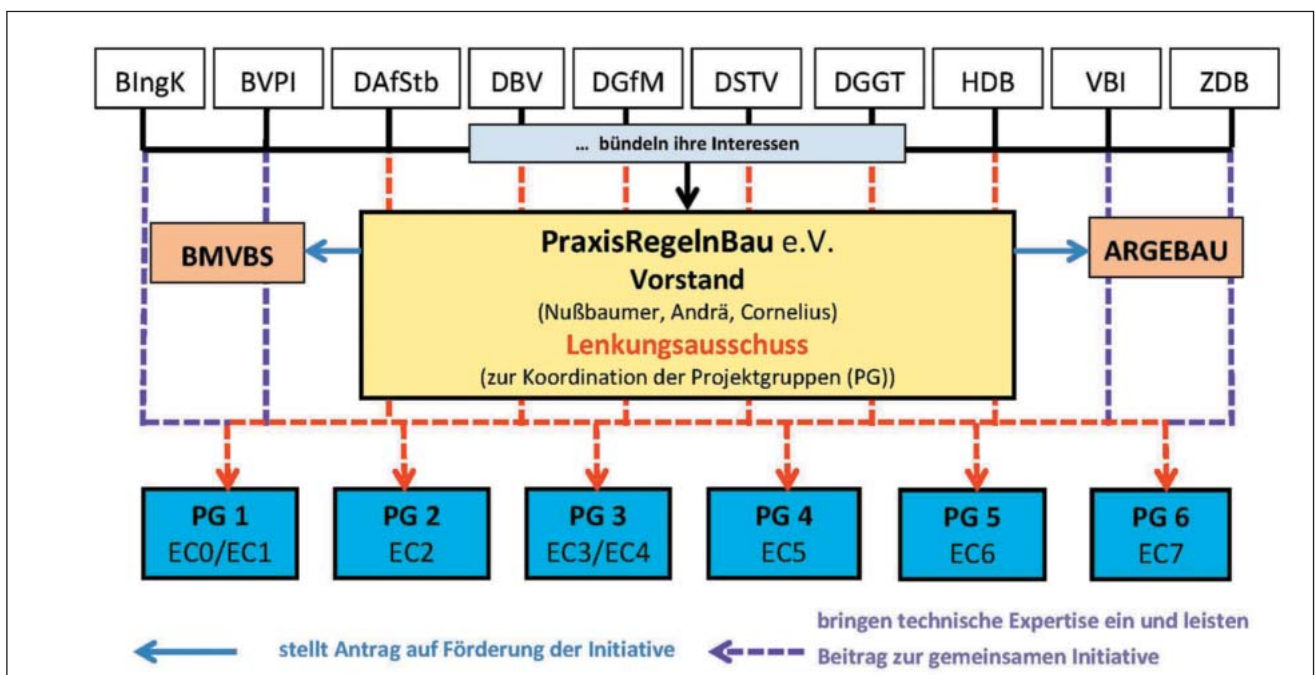 BIngK BVPI DAfStb DBV DGfM DSTV DGGT HDB VBI ZDB
... bündeln ihre Interessen
BMVBS
PraxisRegelnBau e.V.
Vorstand
(Nußbaumer, Andrä, Cornelius)
Lenkungsausschuss
(zur Koordination der Projektgruppen (PG))
ARGEBAU
PG 1
EC0/EC1
PG 2
EC2
PG 3
EC3/EC4
PG 4
EC5
PG 5
EC6
PG 6
EC7
stellt Antrag auf Förderung der Initiative
bringen technische Expertise ein und leisten
Beitrag zur gemeinsamen Initiative